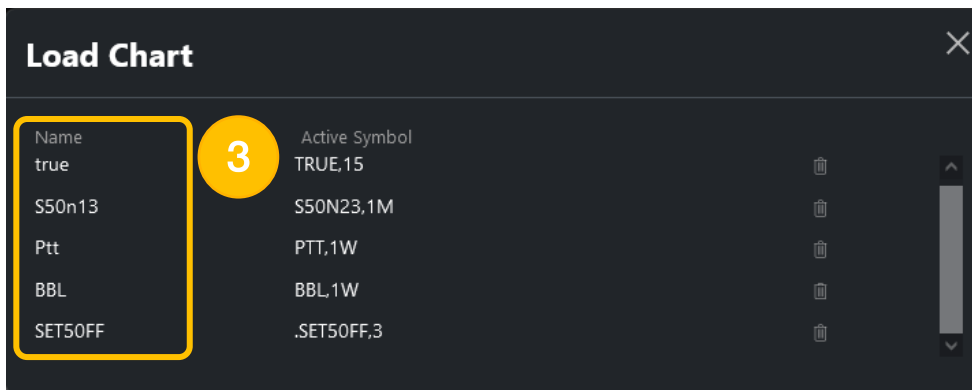 Load Chart
Name Active Symbol
3
true TRUE,15
S50n13 S50N23,1M
Ptt PTT,1W
BBL BBL,1W
SET50FF .SET50FF,3